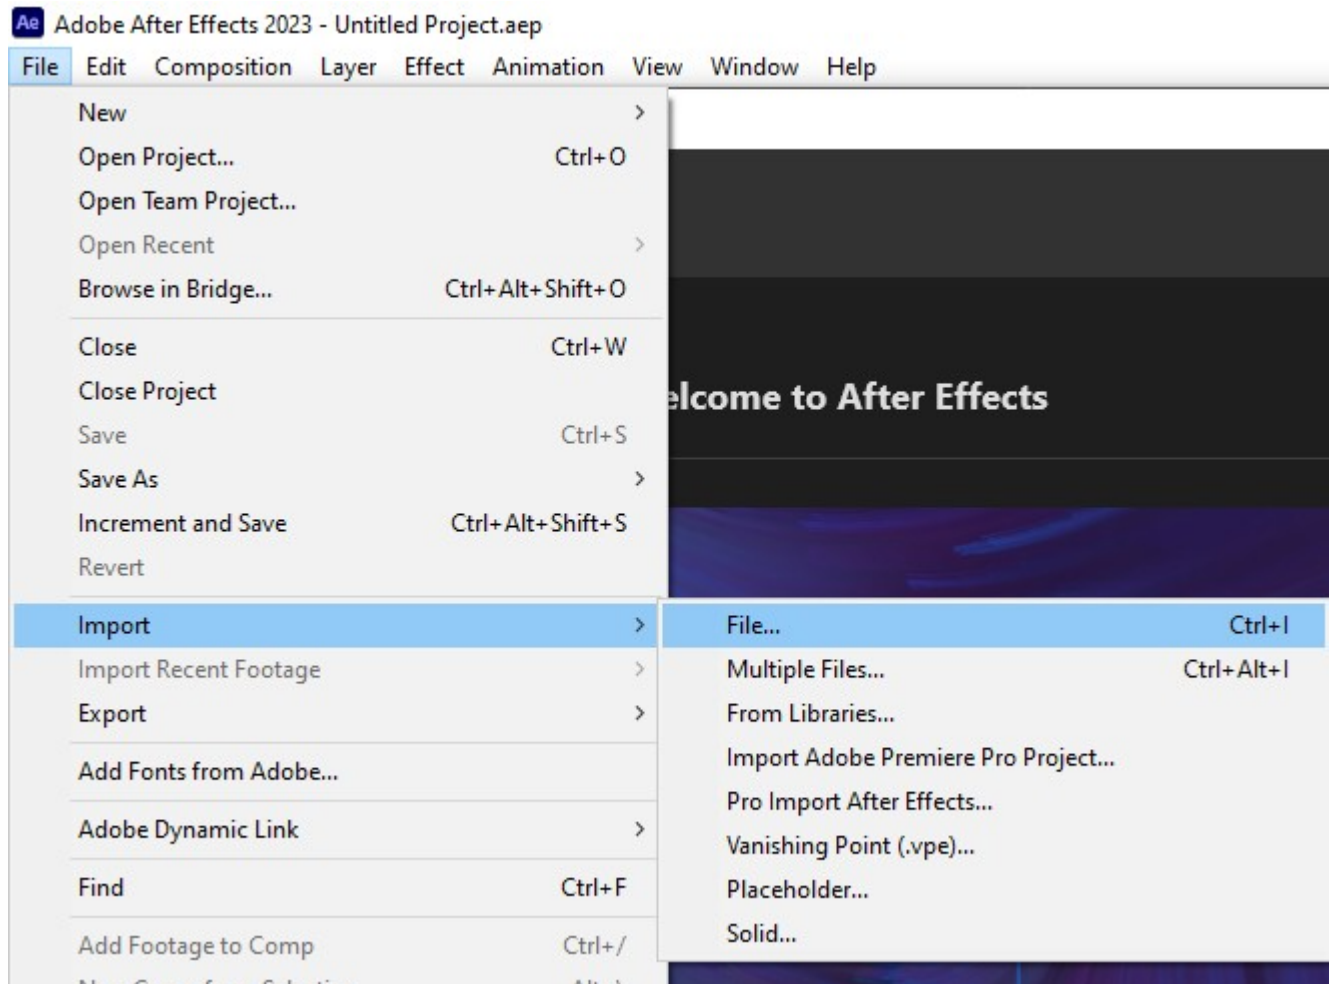 Ae Adobe After Effects 2023 - Untitled Project.aep
File Edit Composition Layer Effect Animation View Window Help
New >
Open Project... Ctrl+O
Open Team Project...
Open Recent >
Browse in Bridge... Ctrl+Alt+Shift+O
Close Ctrl+W
Close Project
elcome to After Effects
Save Ctrl+S
Save As >
Increment and Save Ctrl+Alt+Shift+S
Revert
Import >
Import Recent Footage >
Export >
Add Fonts from Adobe...
Adobe Dynamic Link >
Find Ctrl+F
Add Footage to Comp Ctrl+/
File... Ctrl+I
Multiple Files... Ctrl+Alt+I
From Libraries...
Import Adobe Premiere Pro Project...
Pro Import After Effects...
Vanishing Point (.vpe)...
Placeholder...
Solid...